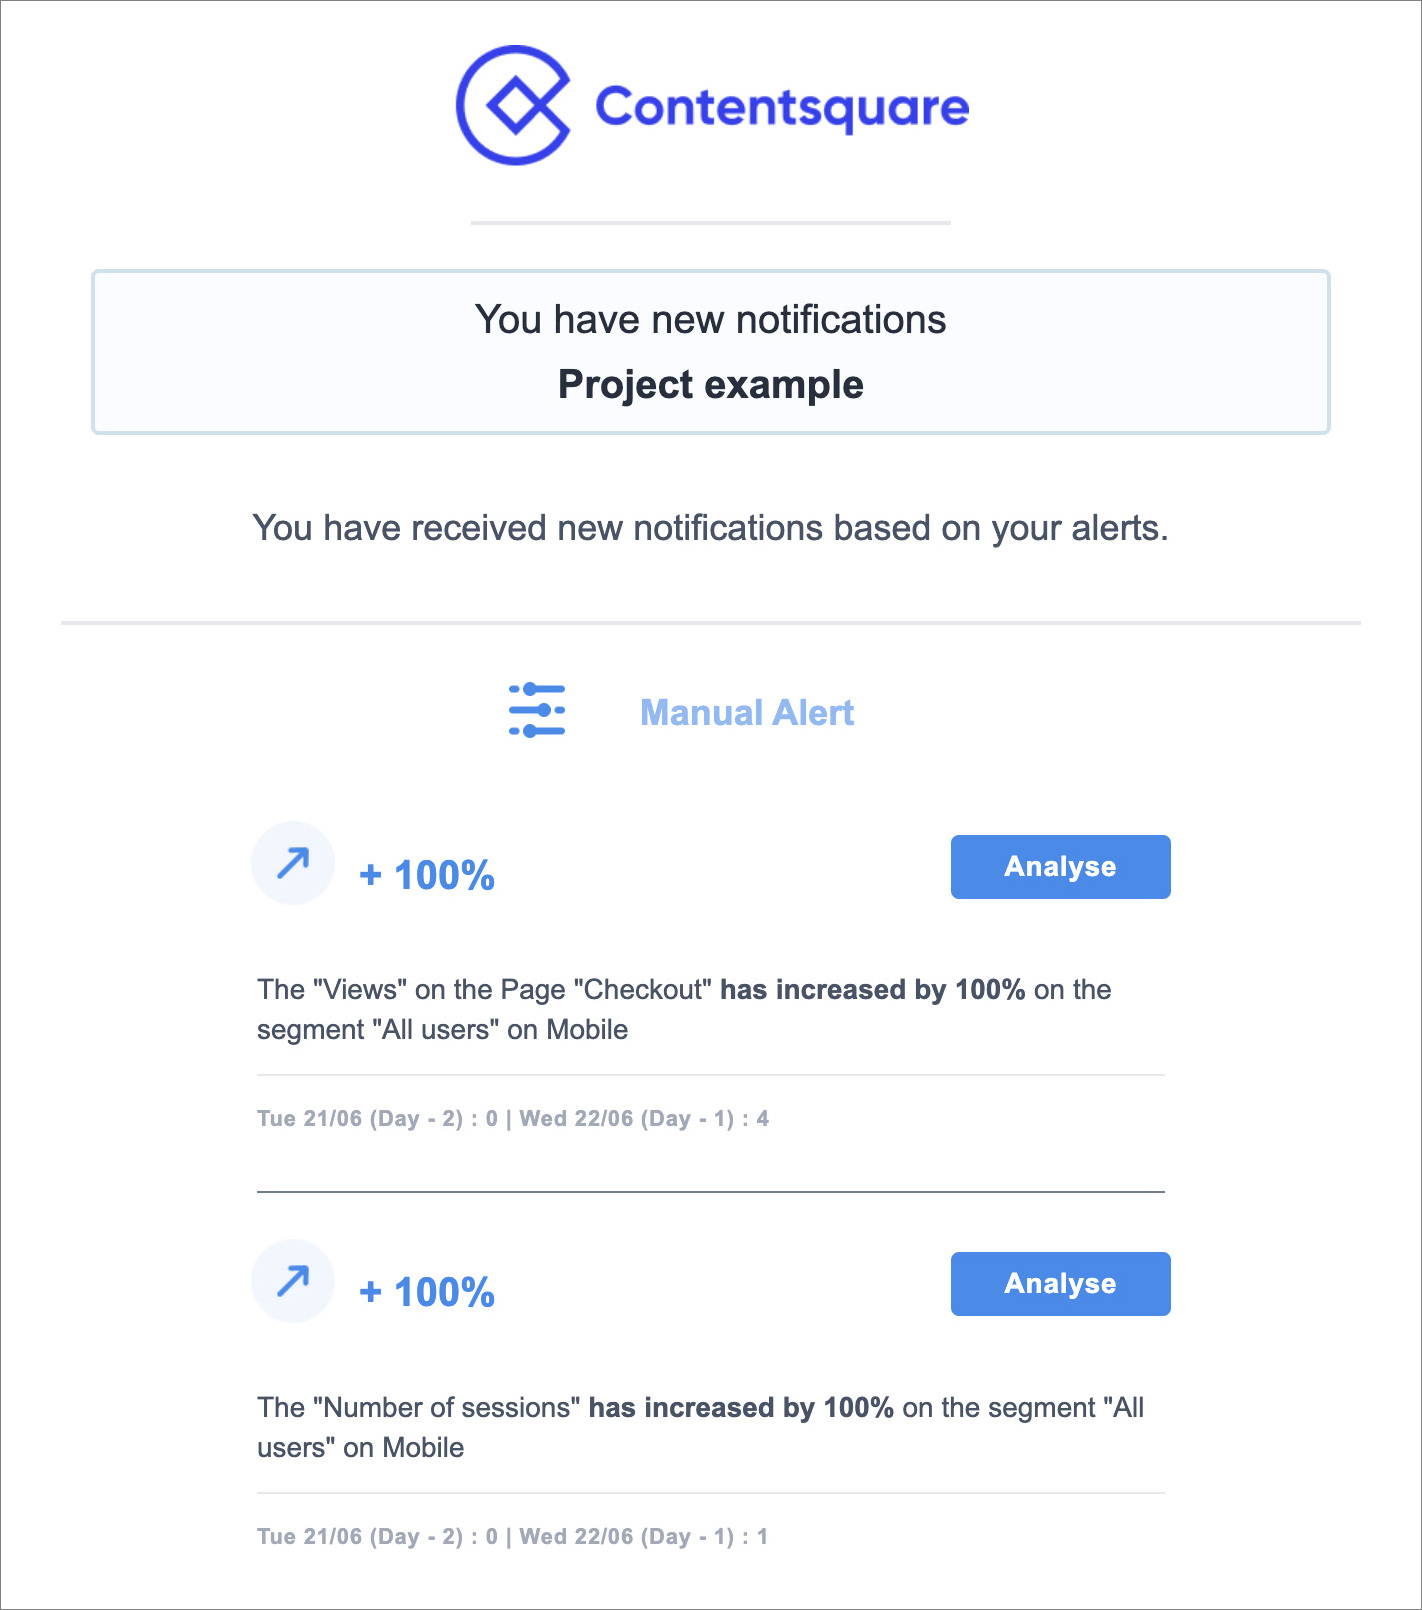 Contentsquare
You have new notifications
Project example
You have received new notifications based on your alerts.
Manual Alert
+ 100%
Analyse
The "Views" on the Page "Checkout" has increased by 100% on the
segment "All users" on Mobile
Tue 21/06 (Day - 2) : 0 | Wed 22/06 (Day - 1) : 4
+ 100%
Analyse
The "Number of sessions" has increased by 100% on the segment "All
users" on Mobile
Tue 21/06 (Day - 2) : 0 | Wed 22/06 (Day - 1) : 1